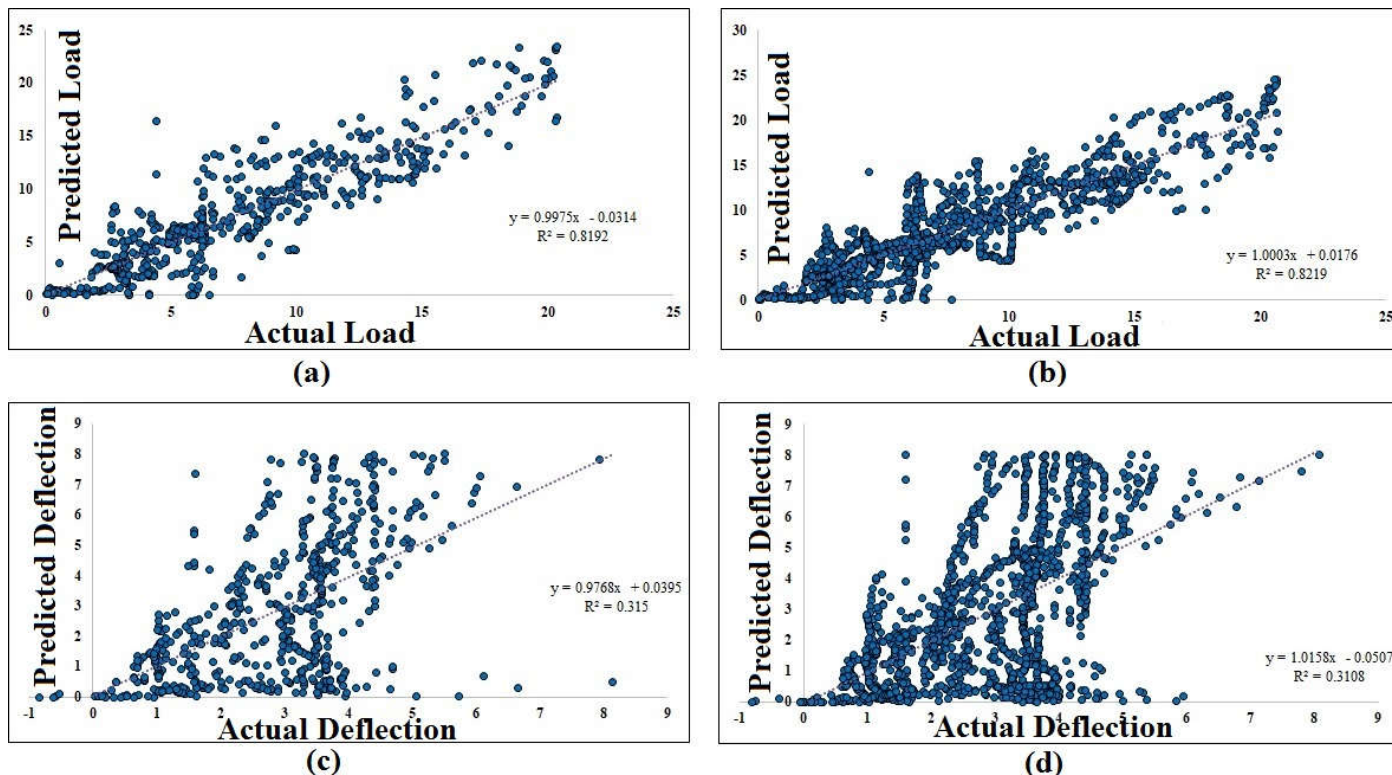 25
20
15
10
5
0
Predicted Load
y = 0.9975x - 0.0314
R² = 0.8192
0 5 10 15 20 25
Actual Load
(a)
30
25
20
15
10
5
0
Predicted Load
y = 1.0003x + 0.0176
R² = 0.8219
0 5 10 15 20 25
Actual Load
(b)
9
8
7
6
5
4
3
2
1
0
Predicted Deflection
y = 0.9768x + 0.0395
R² = 0.315
-1 0 1 2 3 4 5 6 7 8 9
Actual Deflection
(c)
9
8
7
6
5
4
3
2
1
0
Predicted Deflection
y = 1.0158x - 0.0507
R² = 0.3108
-1 0 1 2 3 4 5 6 7 8 9
Actual Deflection
(d)